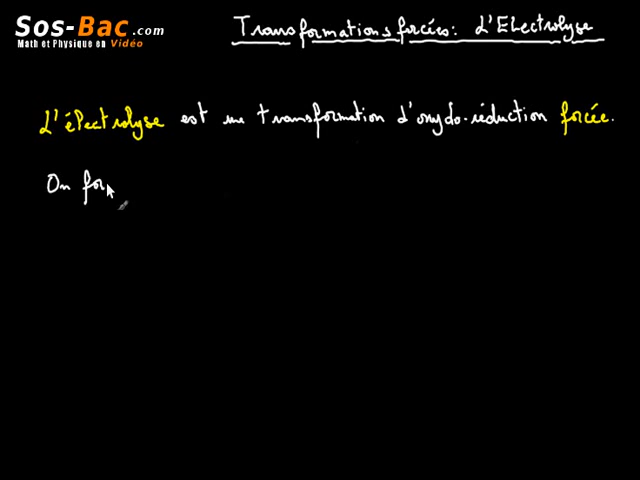 Sos-Bac.com
Math et Physique en Vidéo
Transformations forcées: L'Electrolyse
L'électrolyse est une transformation d'oxydo-réduction forcée.
On for